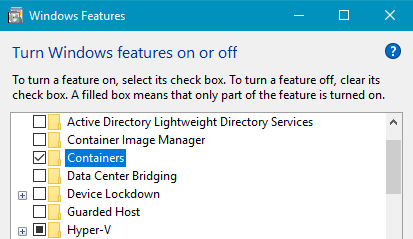 Windows Features
Turn Windows features on or off
To turn a feature on, select its check box. To turn a feature off, clear its
check box. A filled box means that only part of the feature is turned on.
Active Directory Lightweight Directory Services
Container Image Manager
Containers
Data Center Bridging
Device Lockdown
Guarded Host
Hyper-V